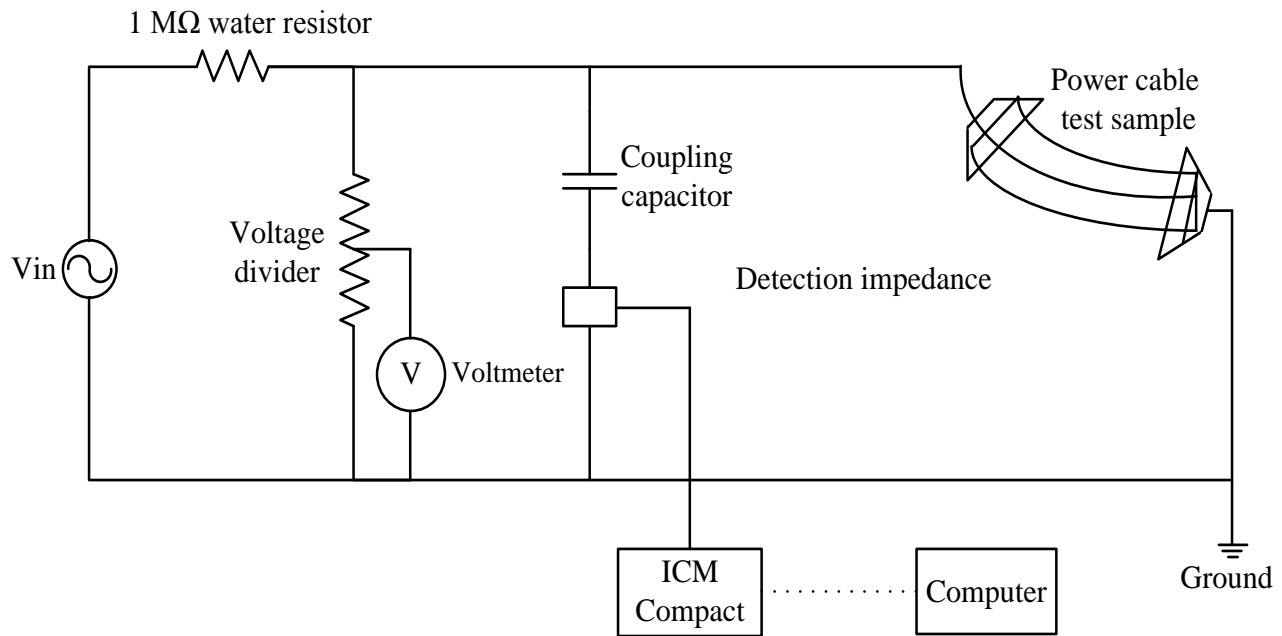 1 MΩ water resistor
Power cable
test sample
Coupling
capacitor
Voltage
divider
Vin
Detection impedance
V
Voltmeter
ICM
Compact
Computer
Ground